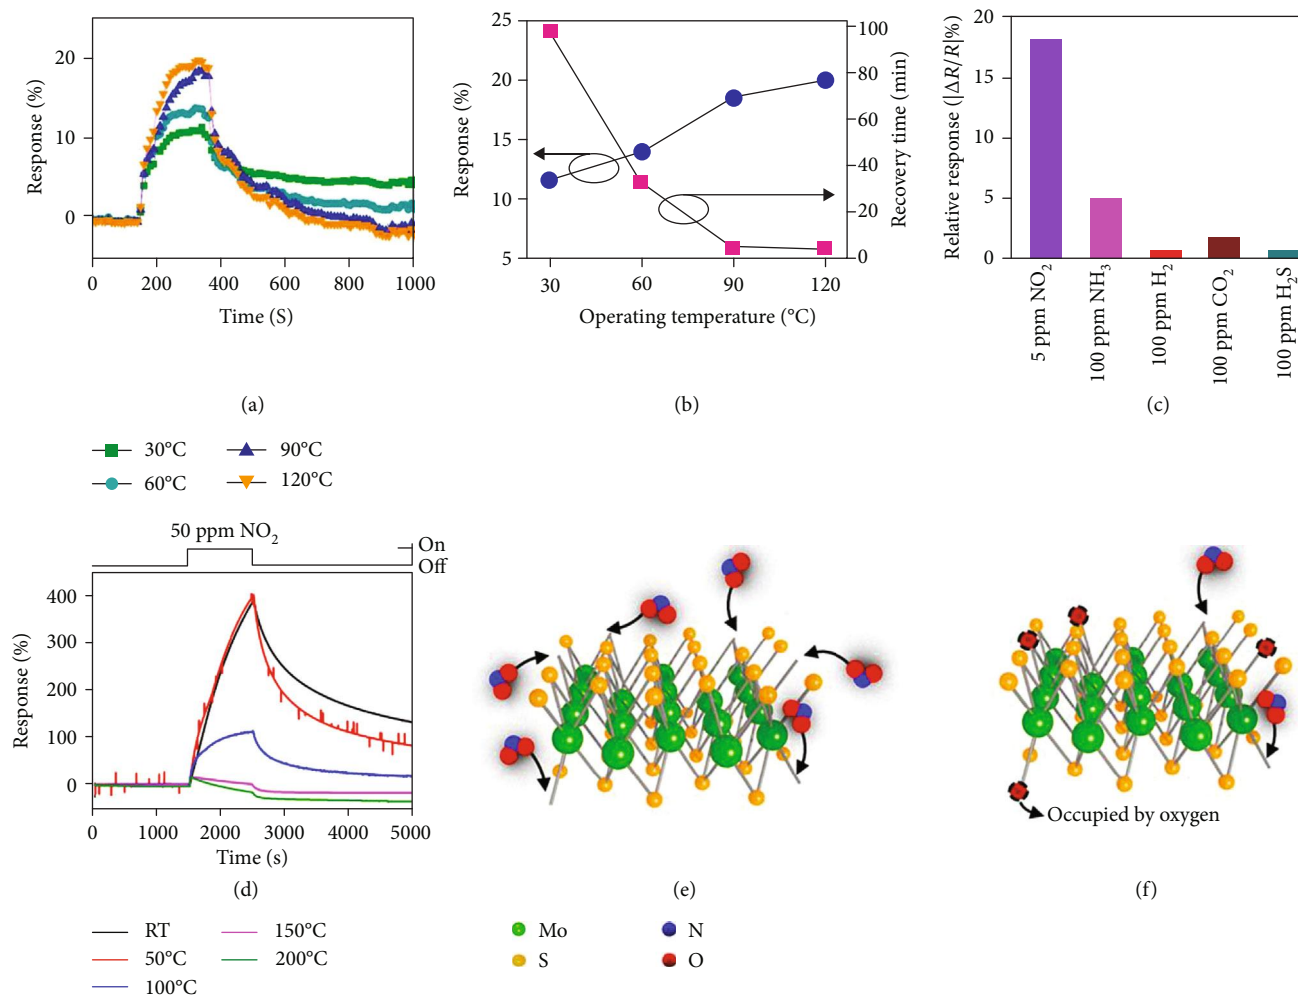 Response (%)
20
10
0
0 200 400 600 800 1000
Time (S)
(a)
30°C
90°C
60°C
120°C
Response (%)
25
20
15
10
5
100
80
60
40
20
0
Recovery time (min)
30 60 90 120
Operating temperature (°C)
(b)
Relative response (|ΔR/R|%
20
15
10
5
0
5 ppm NO2
100 ppm NH3
100 ppm H2
100 ppm CO2
100 ppm H2S
(c)
50 ppm NO2
On
Off
Response (%)
400
300
200
100
0
0 1000 2000 3000 4000 5000
Time (s)
(d)
RT
150°C
50°C
200°C
100°C
(e)
Occupied by oxygen
(f)
Mo
N
S
O